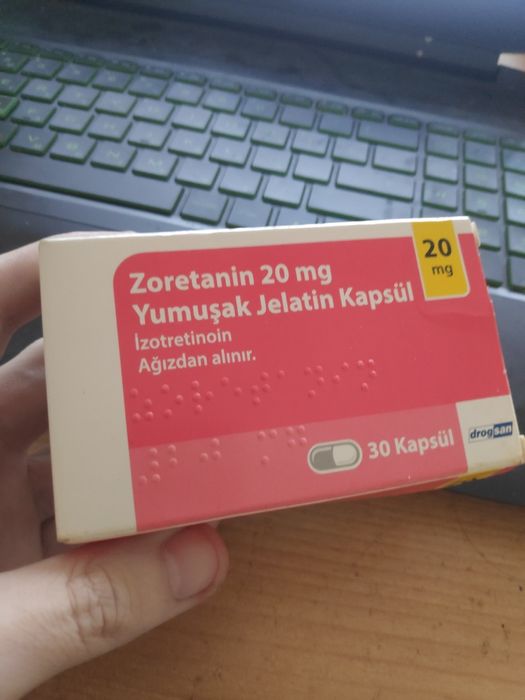 Zoretanin 20 mg
Yumuşak Jelatin Kapsül
İzotretinoin
Ağızdan alınır.
20
mg
30 Kapsül
drogsan